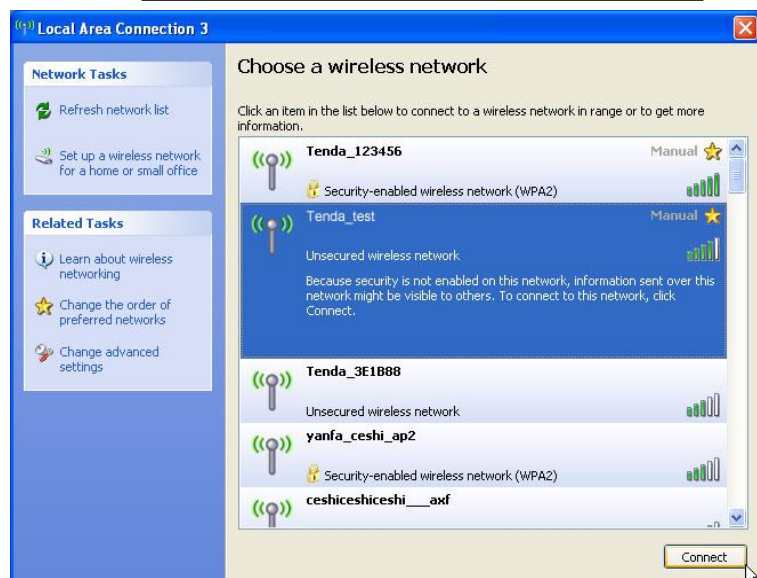 Local Area Connection 3
Network Tasks
Refresh network list
Set up a wireless network
for a home or small office
Related Tasks
Learn about wireless
networking
Change the order of
preferred networks
Change advanced
settings
Choose a wireless network
Click an item in the list below to connect to a wireless network in range or to get more
information.
Tenda_123456 Manual
Security-enabled wireless network (WPA2)
Tenda_test Manual
Unsecured wireless network
Because security is not enabled on this network, information sent over this
network might be visible to others. To connect to this network, click
Connect.
Tenda_3E1B88
Unsecured wireless network
yanfa_ceshi_ap2
Security-enabled wireless network (WPA2)
ceshiceshiceshi___axf
Connect